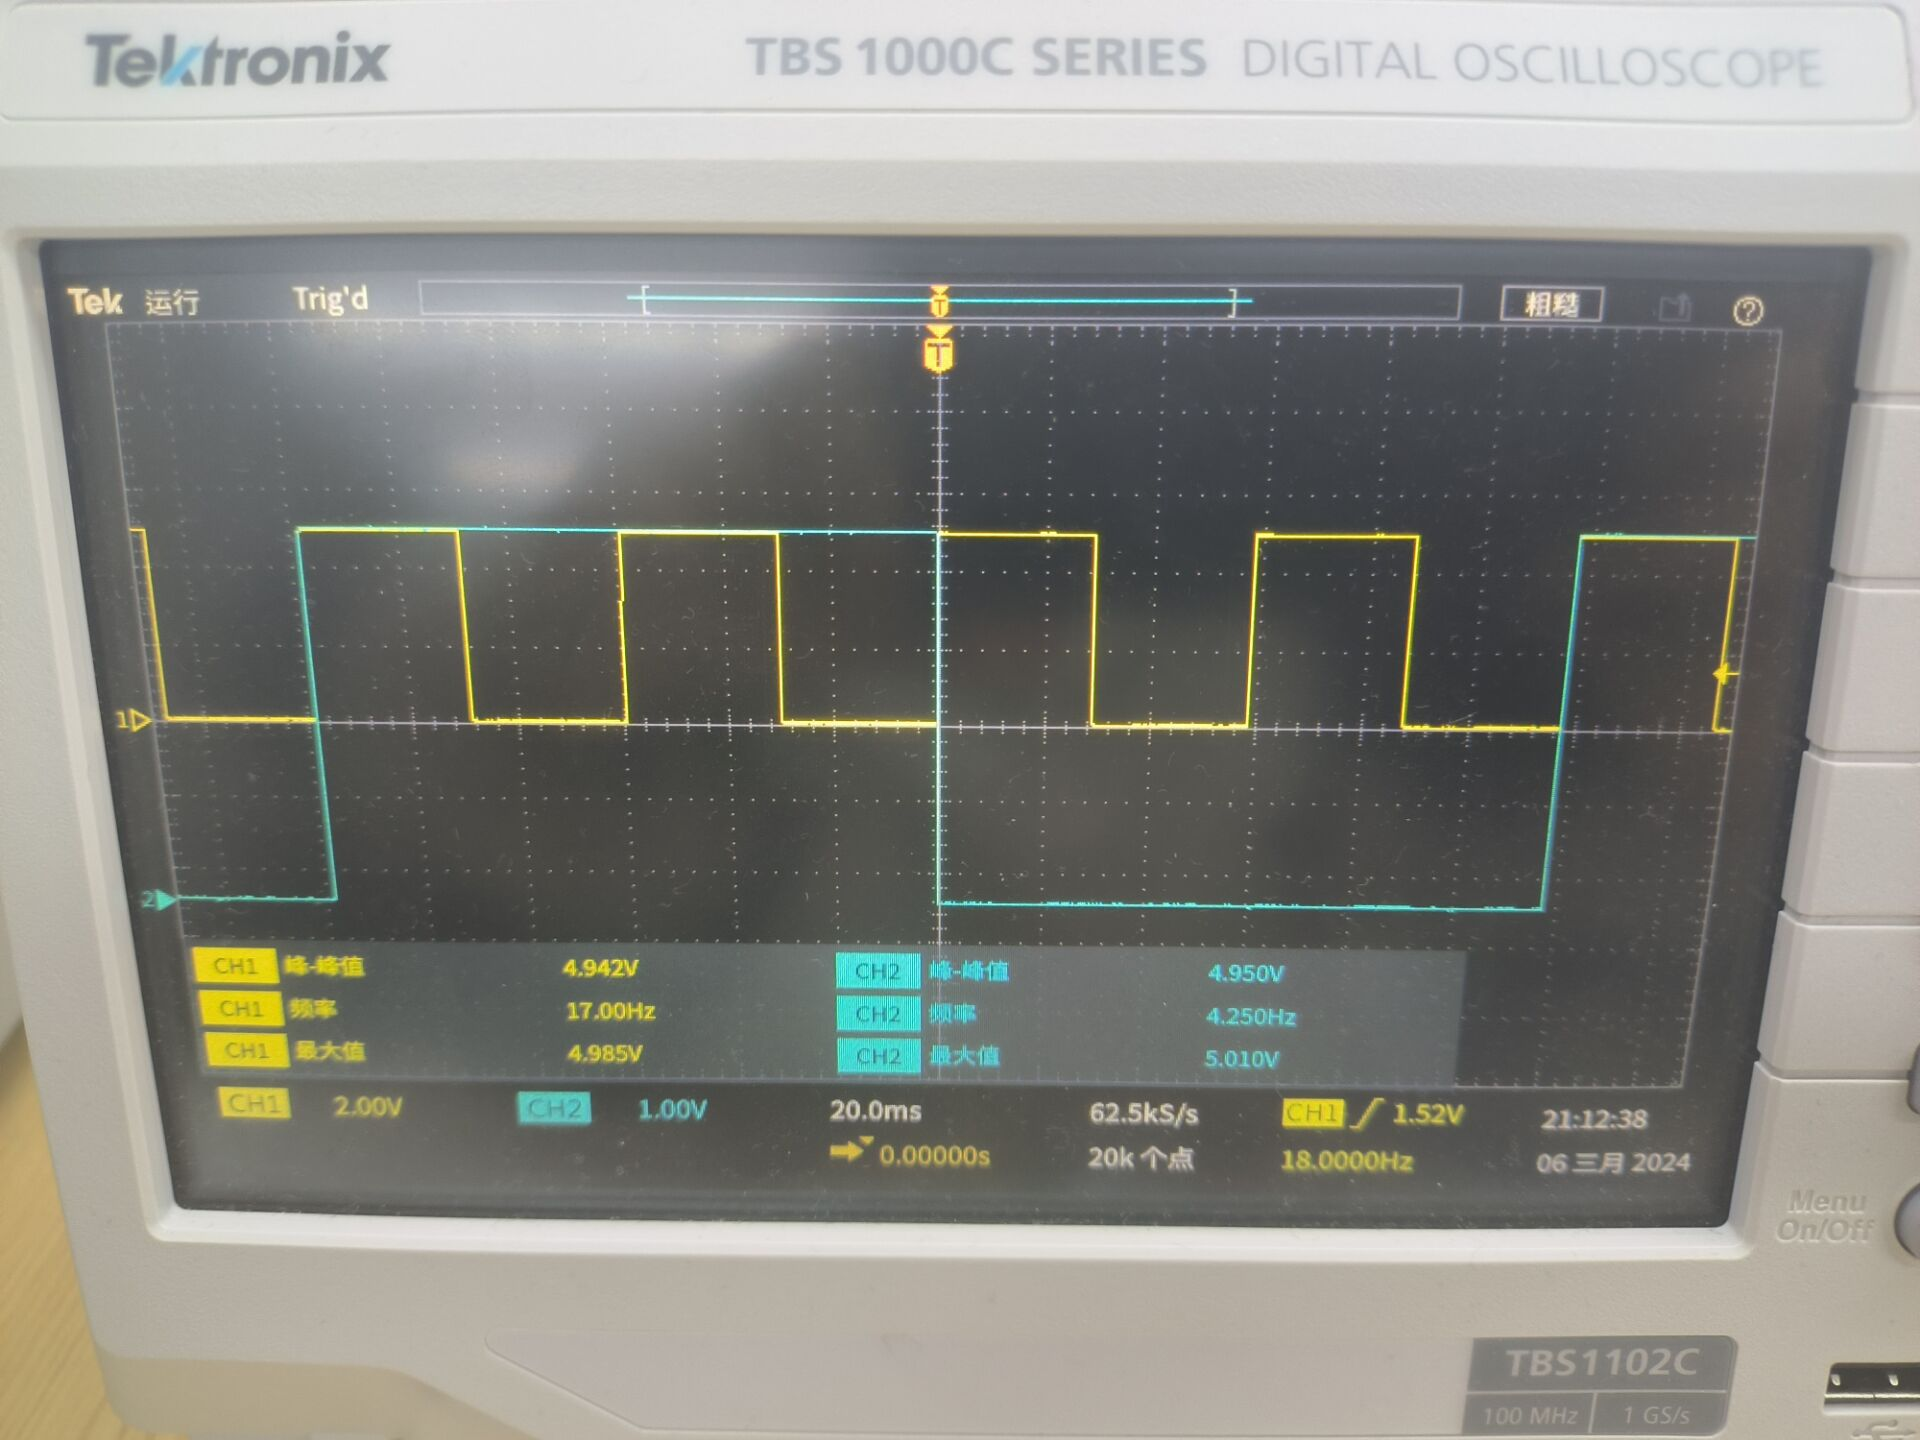 Tektronix TBS 1000C SERIES DIGITAL OSCILLOSCOPE
Tek 运行 Trig'd T 粗糙 ?
T
1
2
CH1 峰-峰值 4.942V CH2 峰-峰值 4.950V
CH1 频率 17.00Hz CH2 频率 4.250Hz
CH1 最大值 4.985V CH2 最大值 5.010V
CH1 2.00V CH2 1.00V 20.0ms 62.5kS/s CH1 1.52V 21:12:38
0.00000s 20k 个点 18.0000Hz 06 三月 2024
Menu
On/Off
TBS1102C
100 MHz 1 GS/s